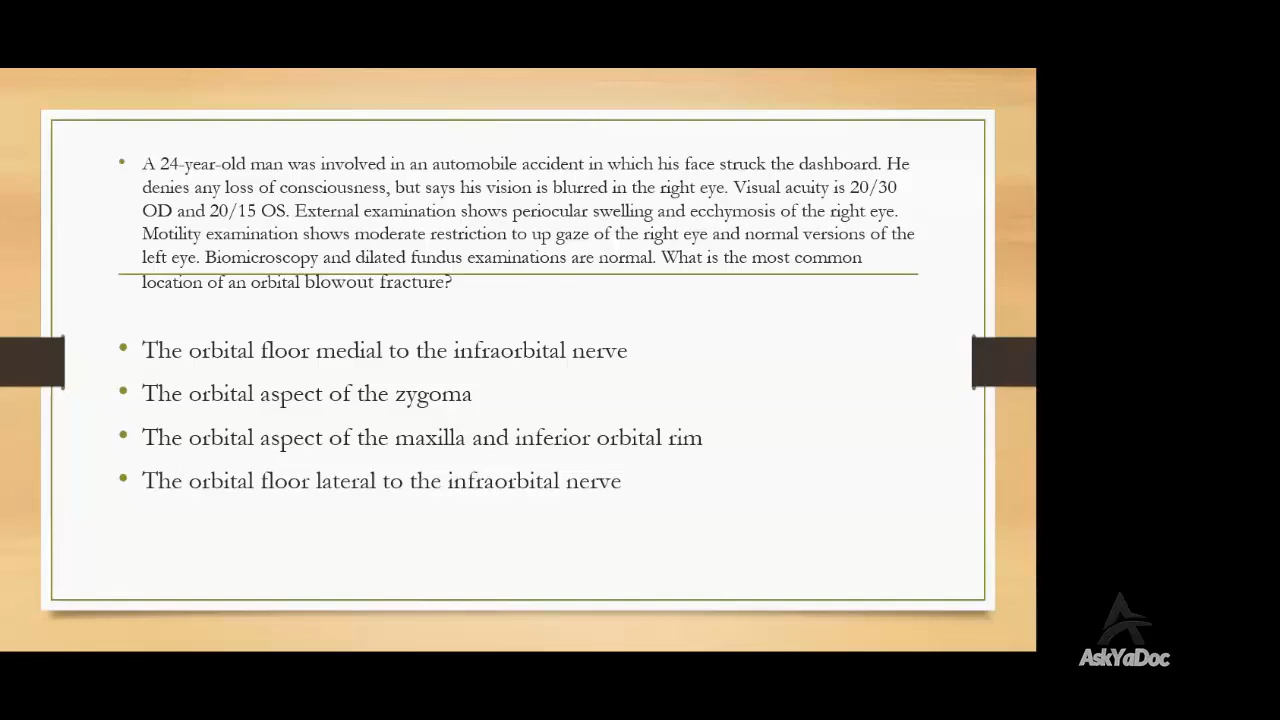 • A 24-year-old man was involved in an automobile accident in which his face struck the dashboard. He
denies any loss of consciousness, but says his vision is blurred in the right eye. Visual acuity is 20/30
OD and 20/15 OS. External examination shows periocular swelling and ecchymosis of the right eye.
Motility examination shows moderate restriction to up gaze of the right eye and normal versions of the
left eye. Biomicroscopy and dilated fundus examinations are normal. What is the most common
location of an orbital blowout fracture?
• The orbital floor medial to the infraorbital nerve
• The orbital aspect of the zygoma
• The orbital aspect of the maxilla and inferior orbital rim
• The orbital floor lateral to the infraorbital nerve
AskYaDoc